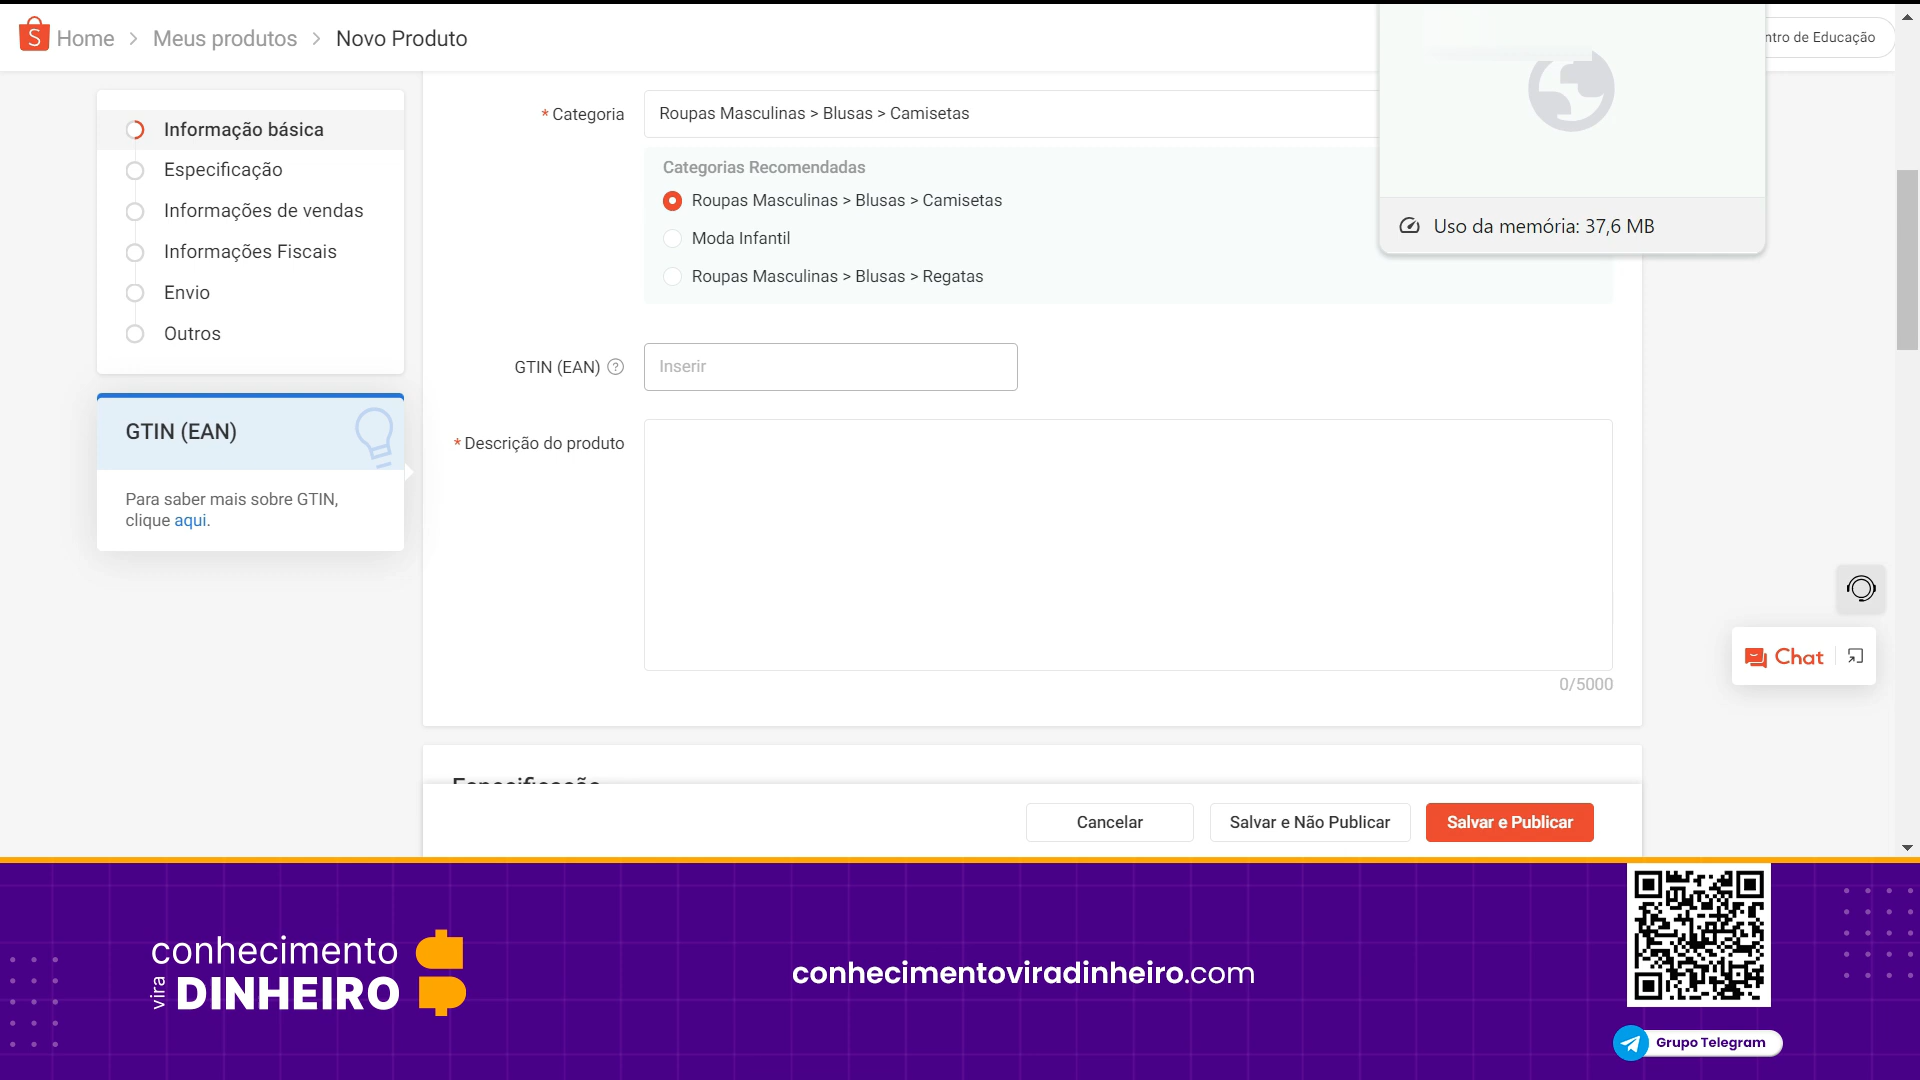 Home > Meus produtos > Novo Produto
ntro de Educação
Informação básica
Especificação
Informações de vendas
Informações Fiscais
Envio
Outros
GTIN (EAN)
Para saber mais sobre GTIN,
clique aqui.
* Categoria
Roupas Masculinas > Blusas > Camisetas
Categorias Recomendadas
Roupas Masculinas > Blusas > Camisetas
Moda Infantil
Roupas Masculinas > Blusas > Regatas
Uso da memória: 37,6 MB
GTIN (EAN) ?
Inserir
* Descrição do produto
0/5000
Especificação
Chat
Cancelar
Salvar e Não Publicar
Salvar e Publicar
conhecimento
vira DINHEIRO
conhecimentoviradinheiro.com
Grupo Telegram